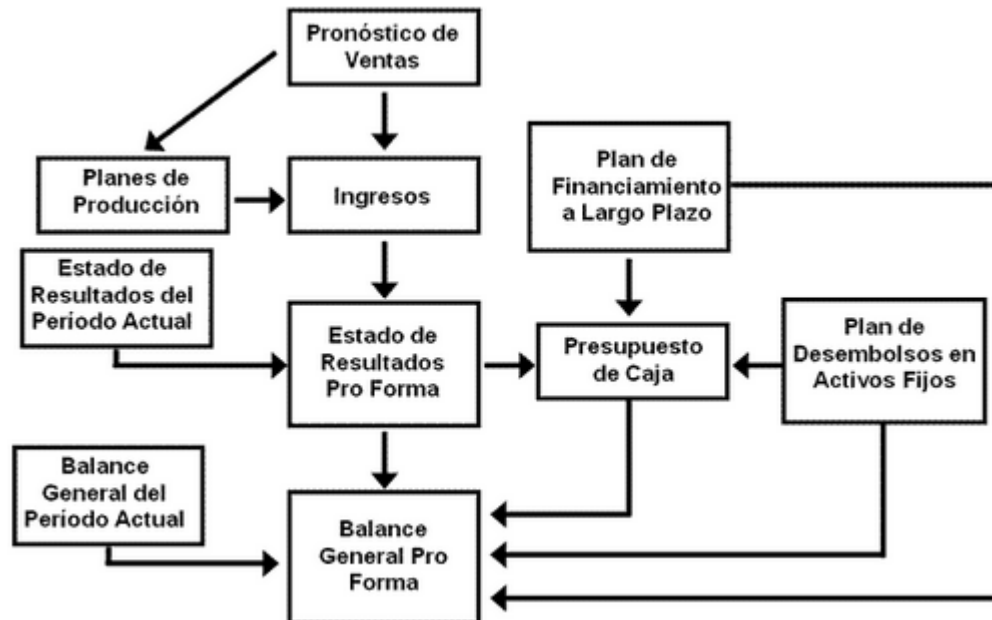 Pronóstico de
Ventas
Planes de
Producción
Ingresos
Plan de
Financiamiento
a Largo Plazo
Estado de
Resultados del
Período Actual
Estado de
Resultados
Pro Forma
Presupuesto
de Caja
Plan de
Desembolsos en
Activos Fijos
Balance
General del
Período Actual
Balance
General Pro
Forma